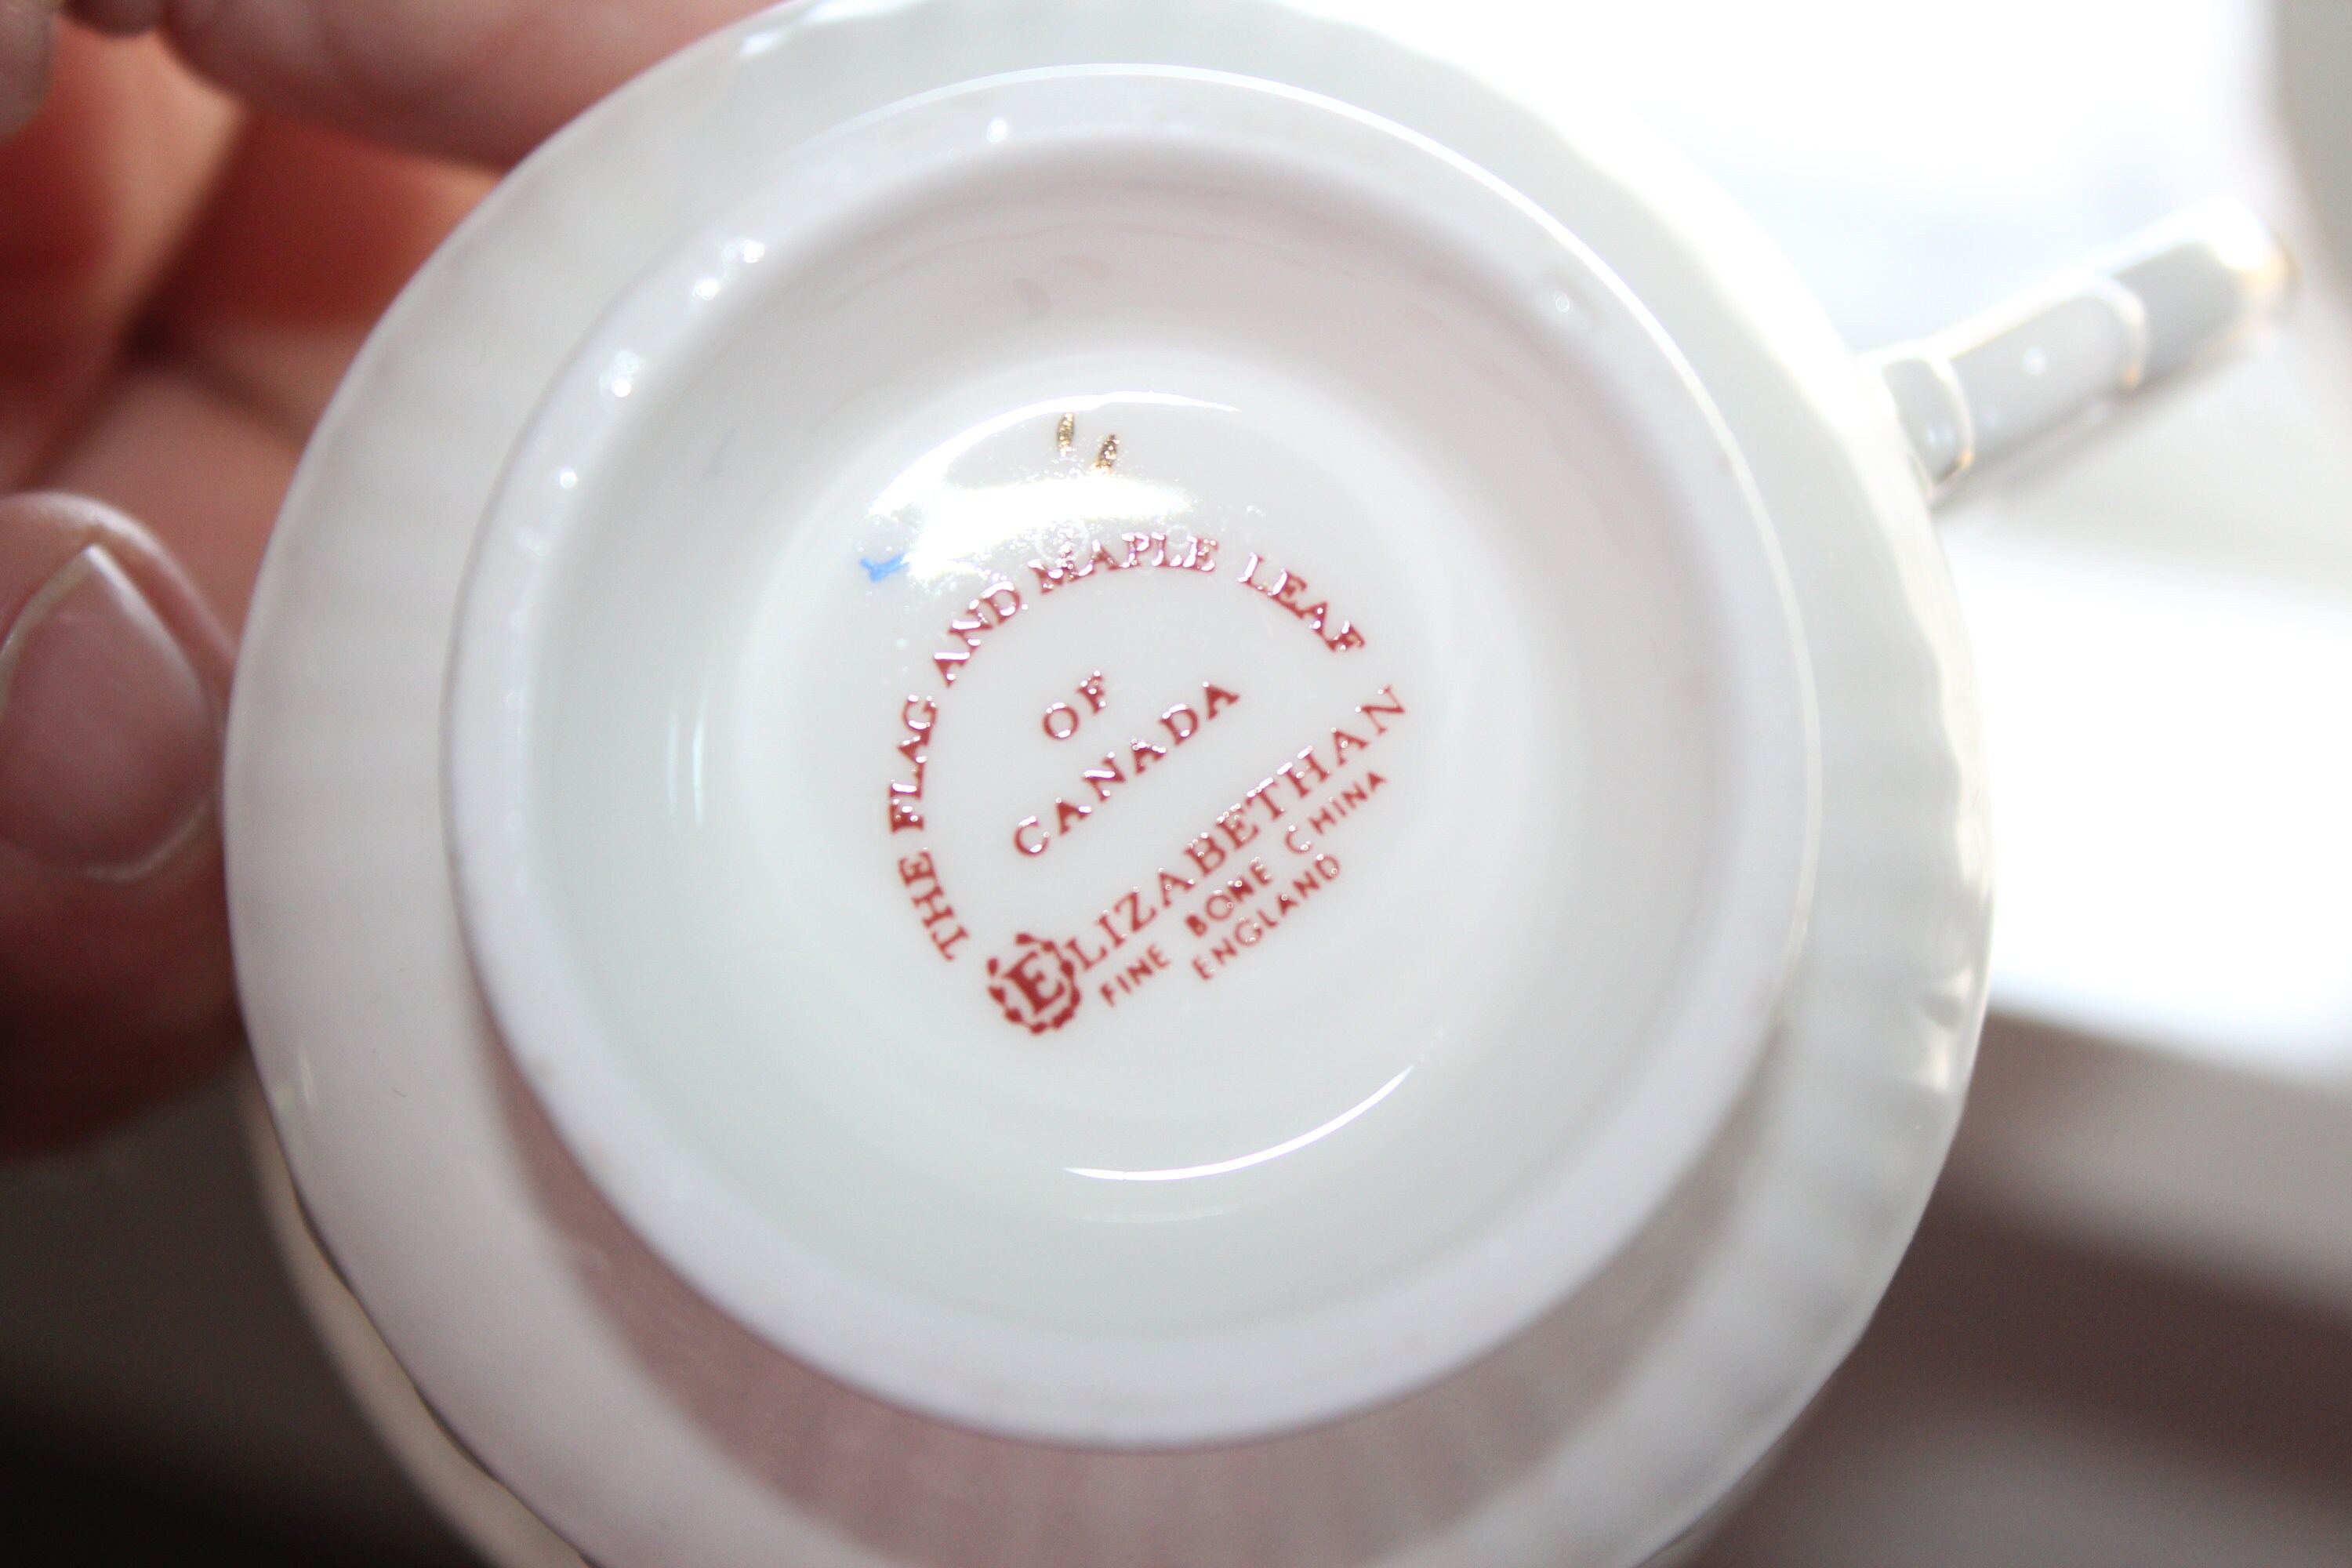 THE FLAG AND MAPLE LEAF
OF
CANADA
ELIZABETHAN
FINE BONE CHINA
ENGLAND